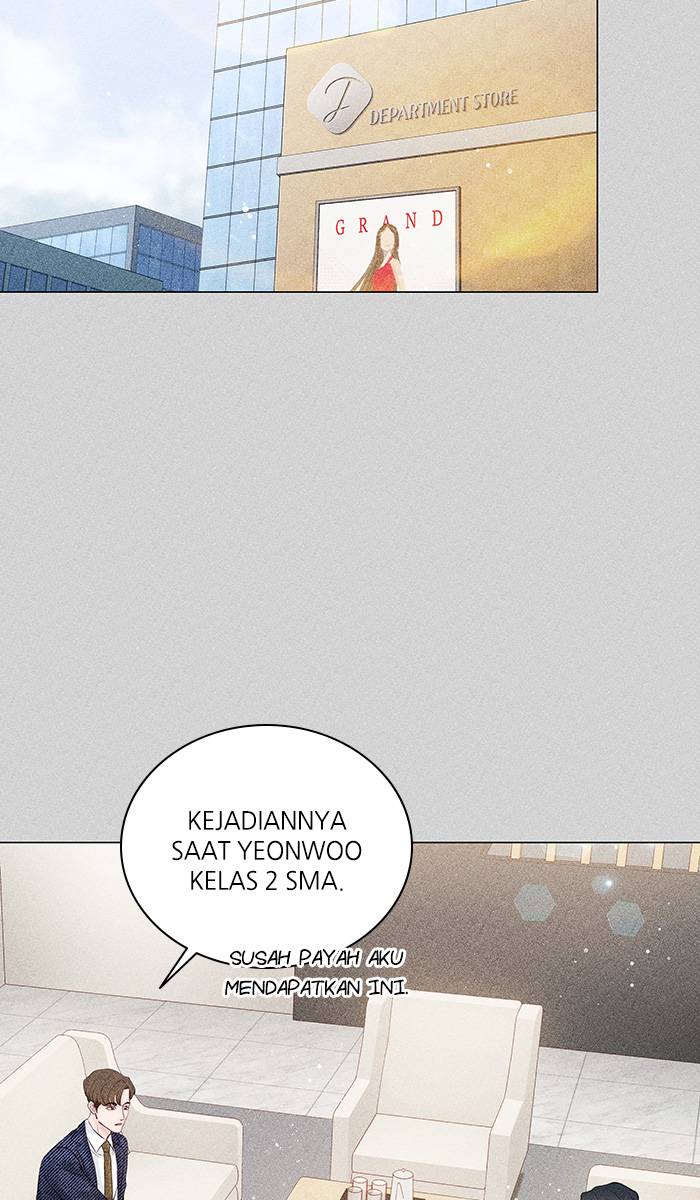 J
DEPARTMENT STORE
GRAND
KEJADIANNYA
SAAT YEONWOO
KELAS 2 SMA.
SUSAH PAYAH AKU
MENDAPATKAN INI.